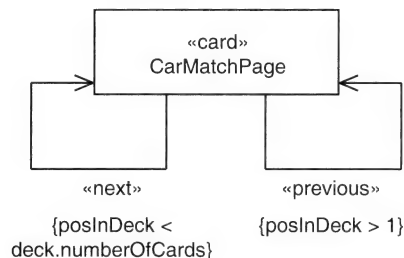 «card»
CarMatchPage
«next»
«previous»
{posInDeck <
deck.numberOfCards}
{posInDeck > 1}